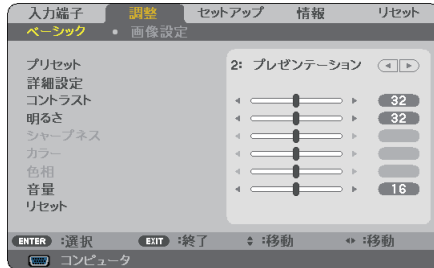 入力端子 調整 セットアップ 情報 リセット
ベーシック • 画像設定
プリセット 2: プレゼンテーション
詳細設定
コントラスト 32
明るさ 32
シャープネス
カラー
色相
音量 16
リセット
ENTER :選択 EXIT :終了 :移動 :移動
コンピュータ